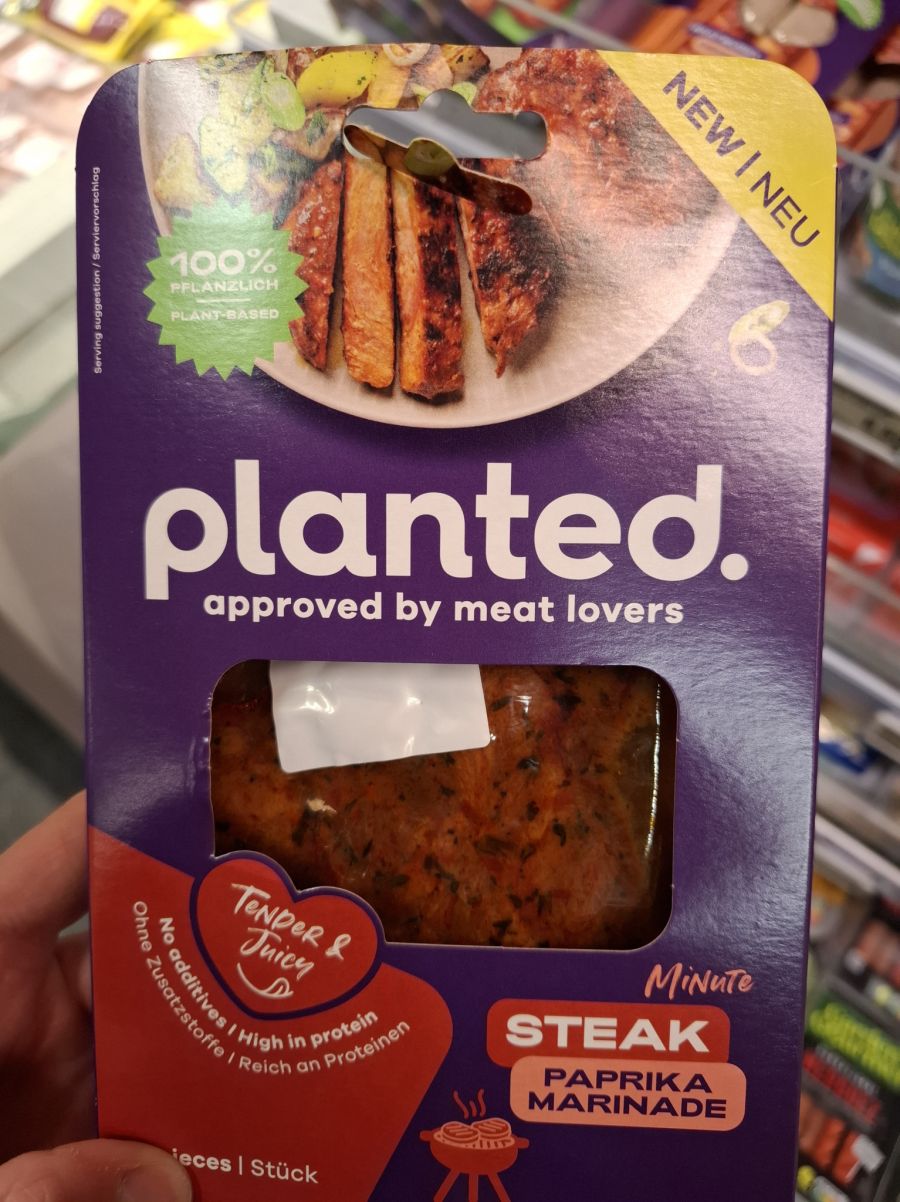 NEW | NEU
Serving suggestion / Serviervorschlag
100%
PFLANZLICH
PLANT-BASED
planted.
approved by meat lovers
TENDER &
Juicy
No additives | High in protein
Ohne Zusatzstoffe | Reich an Proteinen
MINUTE
STEAK
PAPRIKA
MARINADE
| Stück